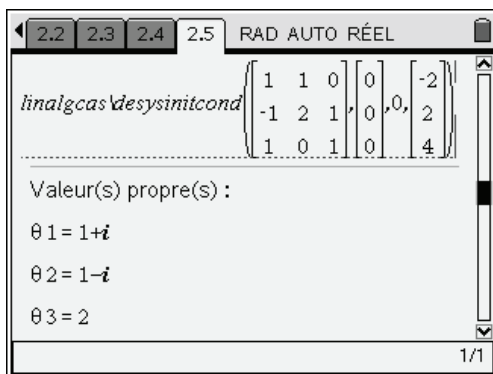 2.2 2.3 2.4 2.5 RAD AUTO RÉEL
linalgcas\desysinitcond([1 1 0; -1 2 1; 1 0 1],[0; 0; 0],0,[-2; 2; 4])
Valeur(s) propre(s) :
θ1=1+i
θ2=1−i
θ3=2
1/1